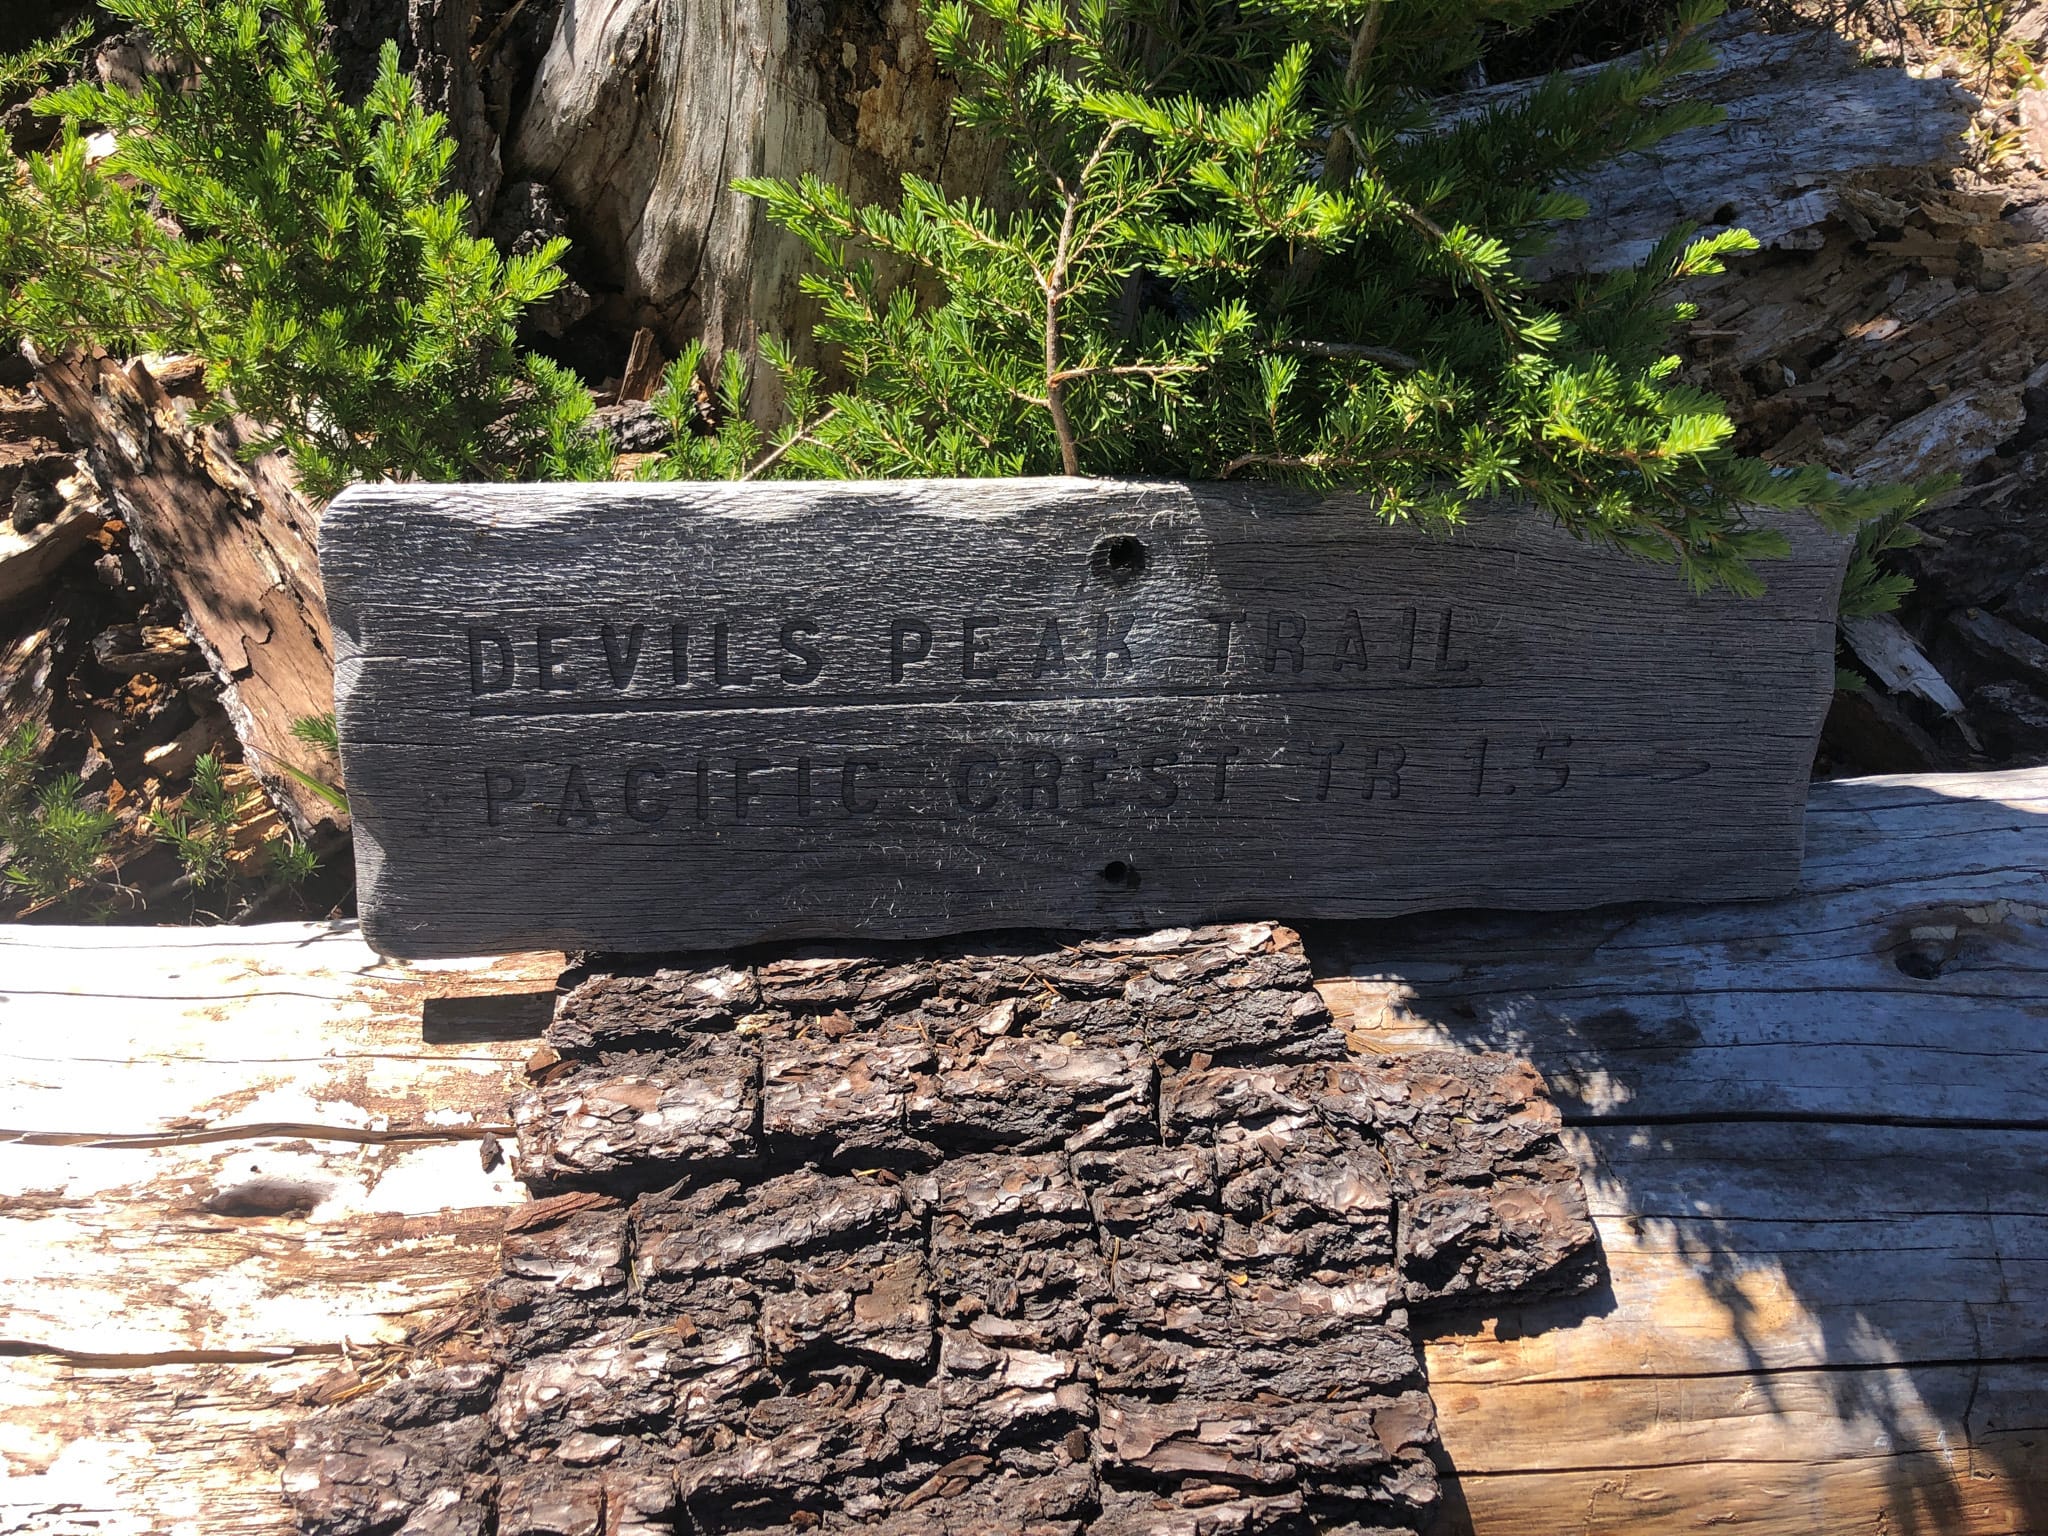 DEVILS PEAK TRAIL
PACIFIC CREST TR 1.5 →